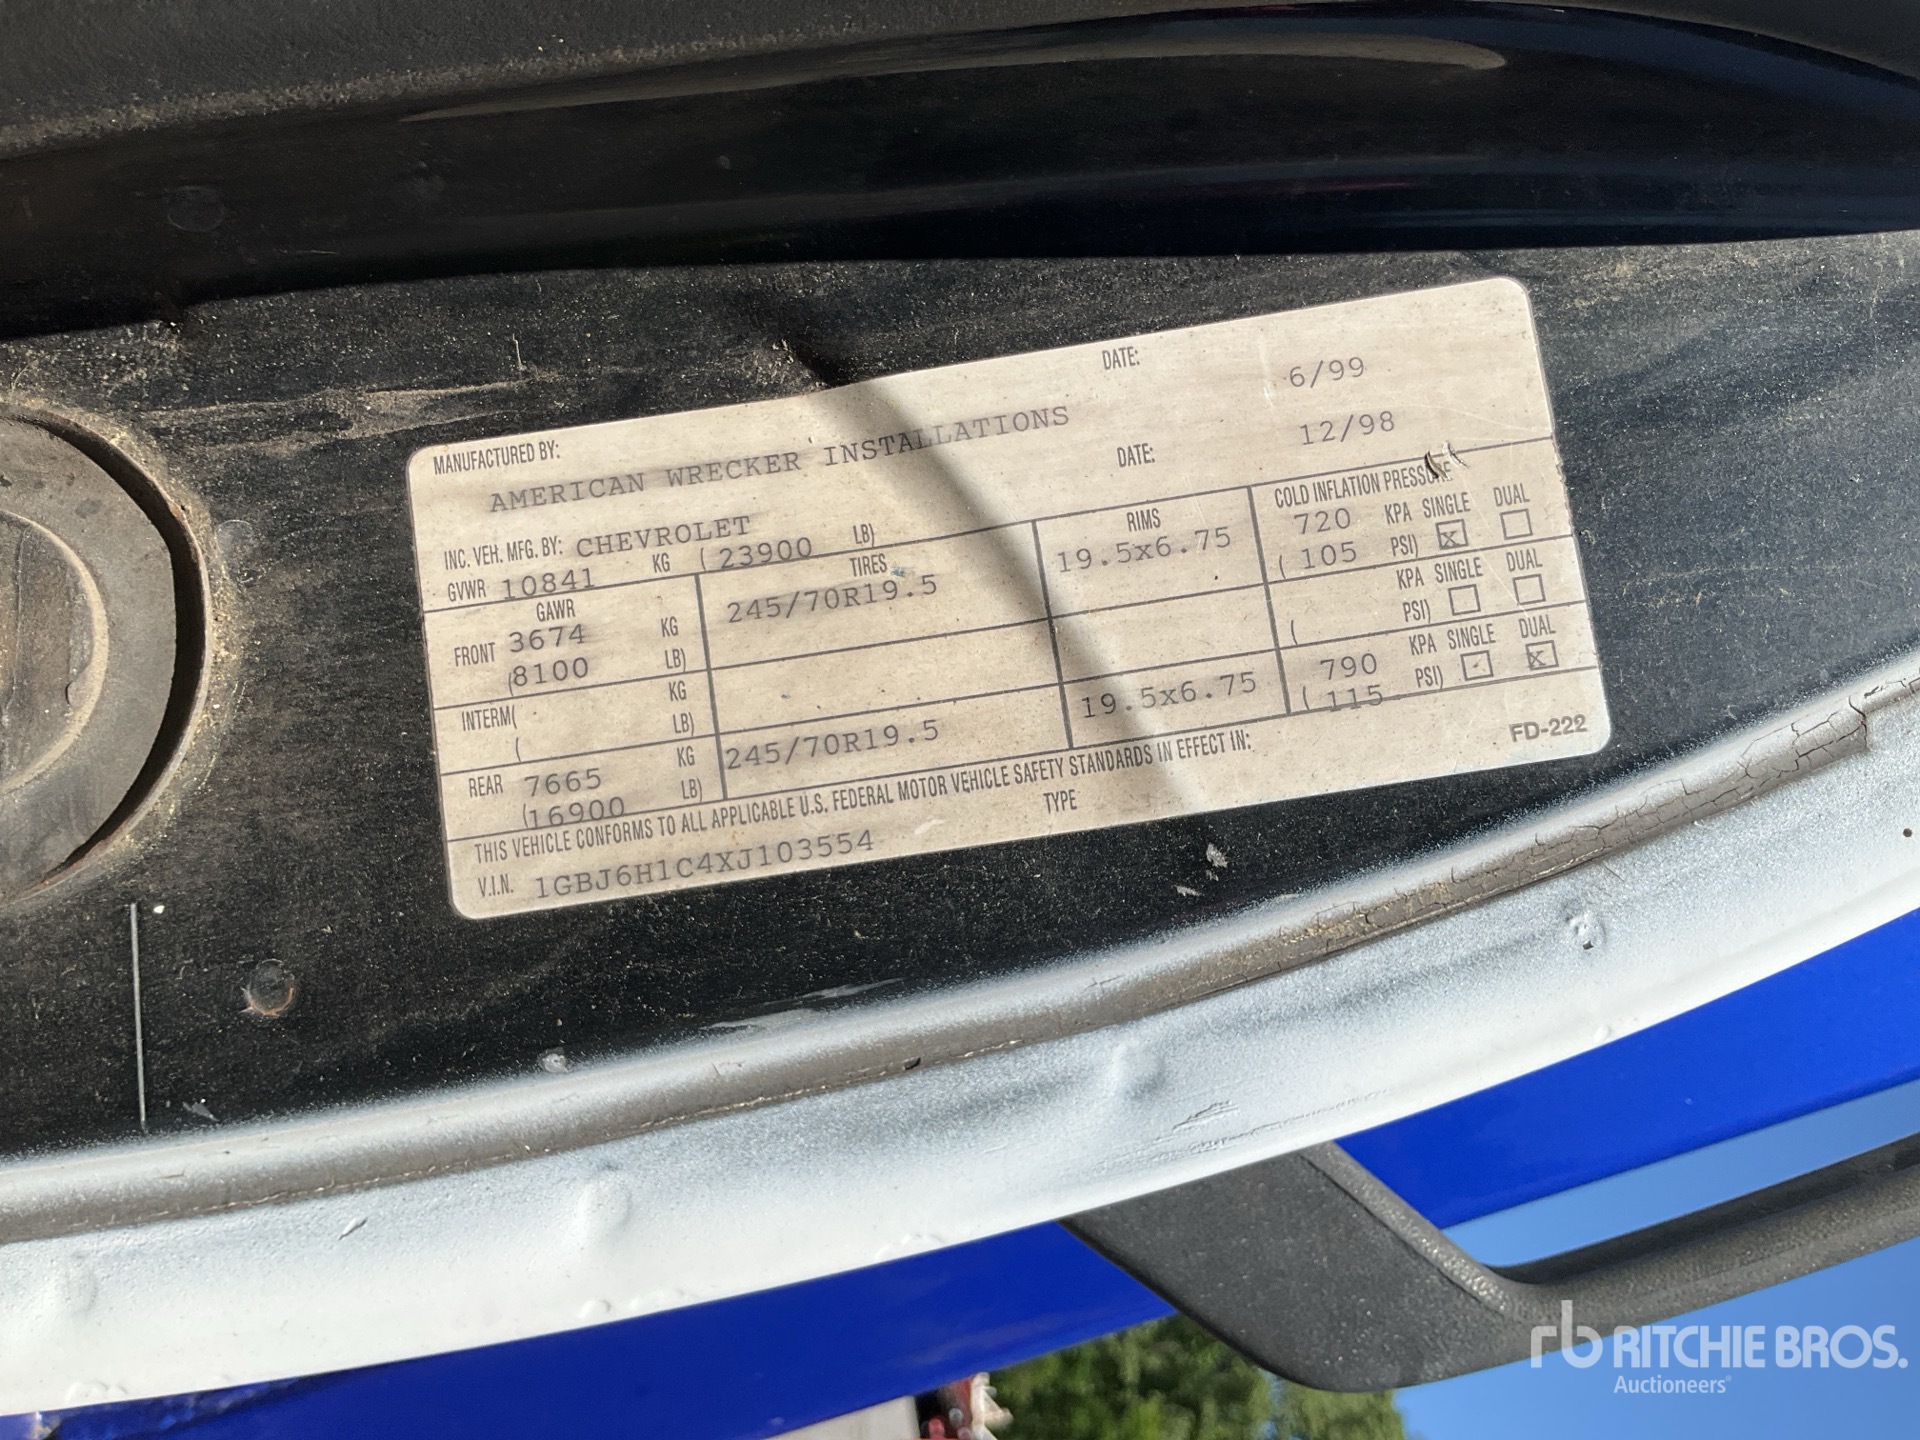 MANUFACTURED BY: DATE:
AMERICAN WRECKER INSTALLATIONS 6/99
INC. VEH. MFG. BY: CHEVROLET DATE: 12/98
GVWR 10841 KG ( 23900 LB)
GAWR TIRES RIMS COLD INFLATION PRESSURE
FRONT 3674 KG 245/70R19.5 19.5x6.75 720 KPA SINGLE DUAL
(8100 LB) ( 105 PSI) X
INTERM( KG KPA SINGLE DUAL
( LB) ( PSI)
REAR 7665 KG 245/70R19.5 19.5x6.75 790 KPA SINGLE DUAL
(16900 LB) ( 115 PSI) X
THIS VEHICLE CONFORMS TO ALL APPLICABLE U.S. FEDERAL MOTOR VEHICLE SAFETY STANDARDS IN EFFECT IN: FD-222
V.I.N. 1GBJ6H1C4XJ103554 TYPE
rb RITCHIE BROS.
Auctioneers